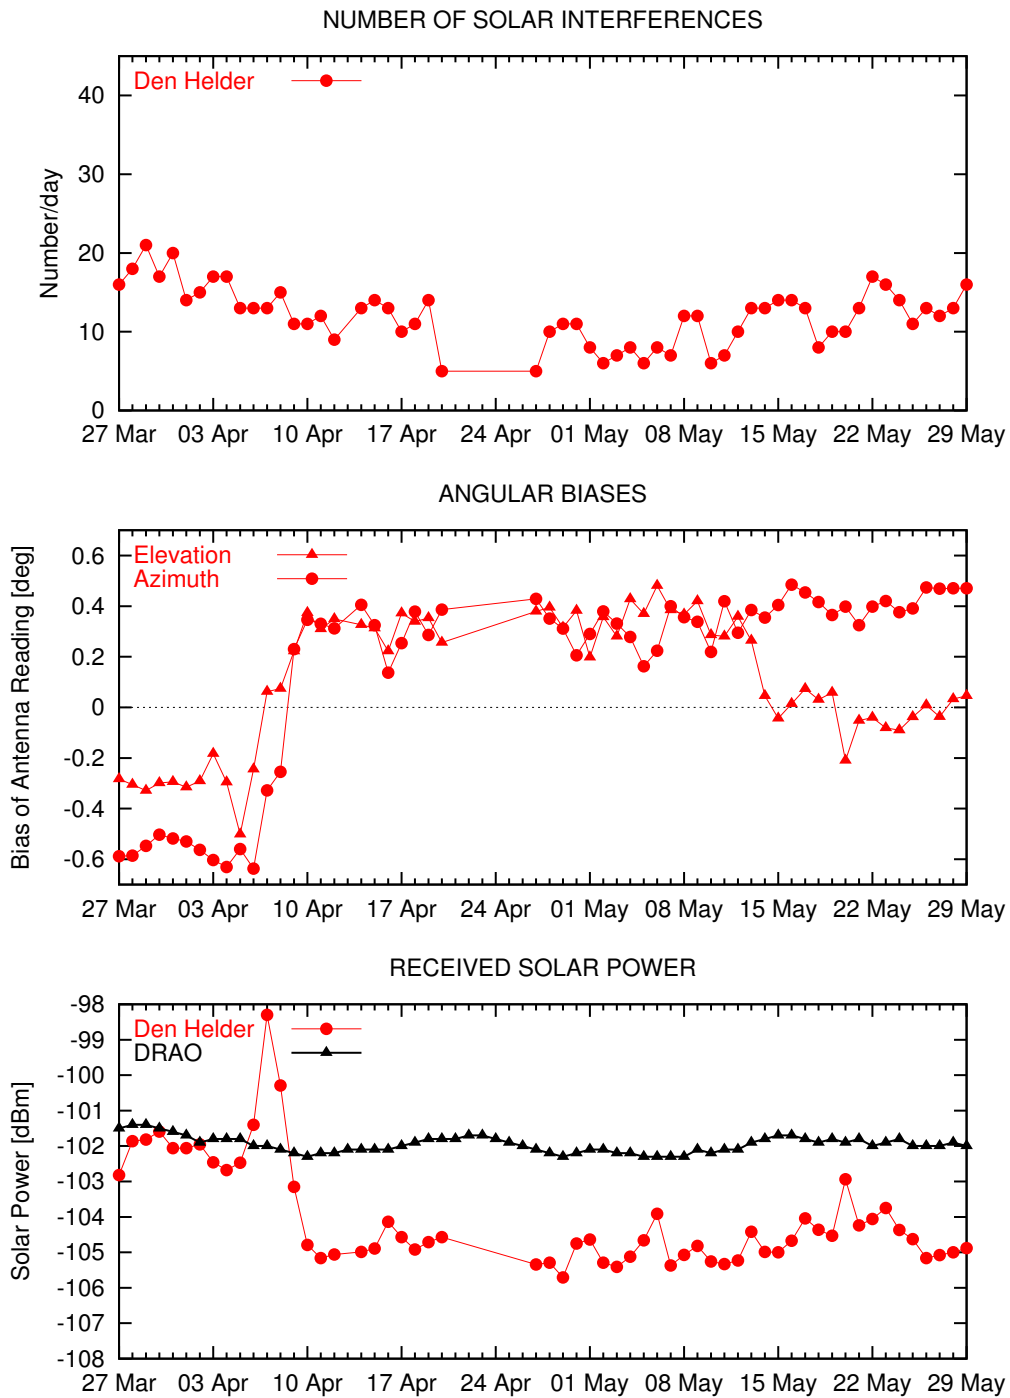 NUMBER OF SOLAR INTERFERENCES
Den Helder
Number/day
40
30
20
10
0
27 Mar 03 Apr 10 Apr 17 Apr 24 Apr 01 May 08 May 15 May 22 May 29 May
ANGULAR BIASES
Elevation
Azimuth
Bias of Antenna Reading [deg]
0.6
0.4
0.2
0
-0.2
-0.4
-0.6
27 Mar 03 Apr 10 Apr 17 Apr 24 Apr 01 May 08 May 15 May 22 May 29 May
RECEIVED SOLAR POWER
Den Helder
DRAO
Solar Power [dBm]
-98
-99
-100
-101
-102
-103
-104
-105
-106
-107
-108
27 Mar 03 Apr 10 Apr 17 Apr 24 Apr 01 May 08 May 15 May 22 May 29 May